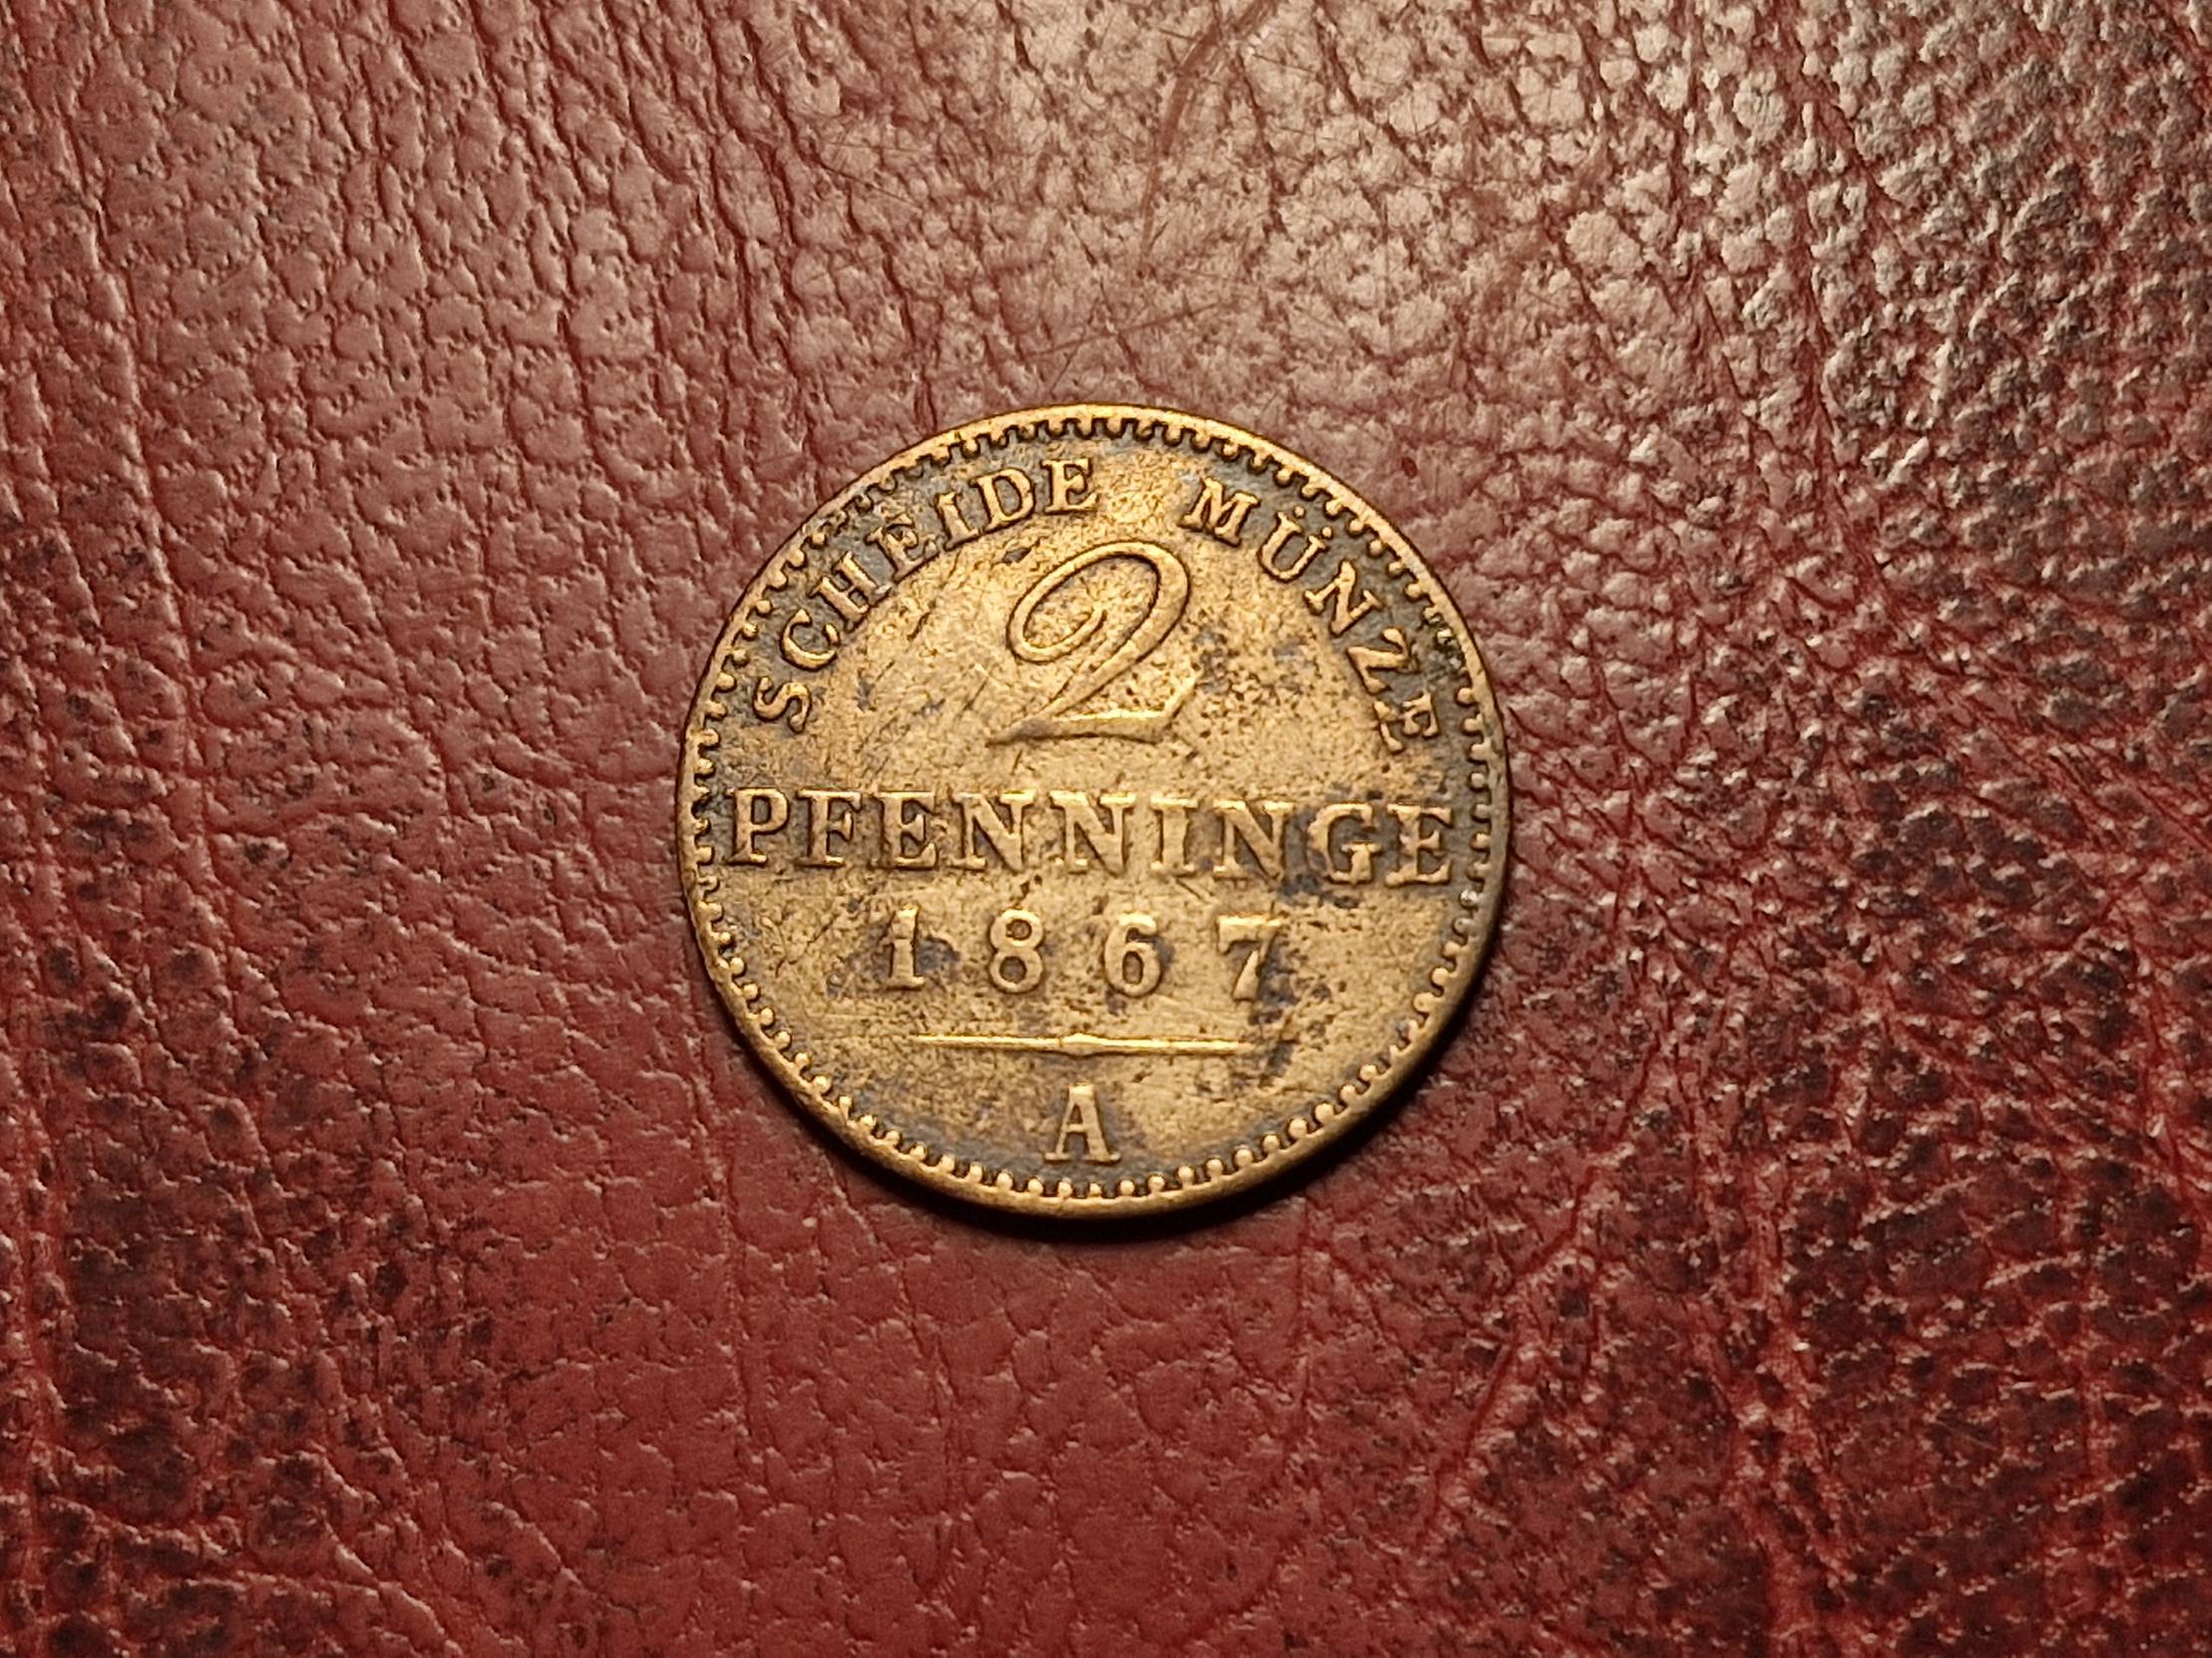 SCHEIDE MÜNZE
2
PFENNINGE
1867
A